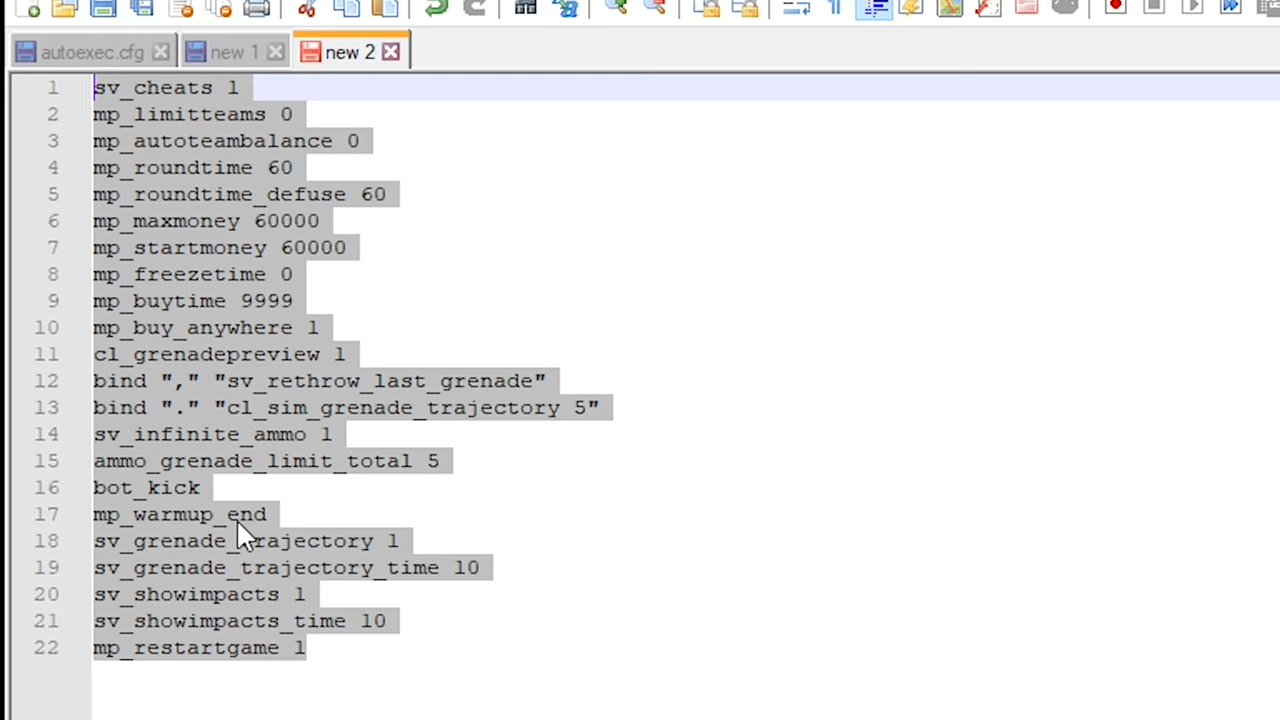 autoexec.cfg new 1 new 2
1 sv_cheats 1
2 mp_limitteams 0
3 mp_autoteambalance 0
4 mp_roundtime 60
5 mp_roundtime_defuse 60
6 mp_maxmoney 60000
7 mp_startmoney 60000
8 mp_freezetime 0
9 mp_buytime 9999
10 mp_buy_anywhere 1
11 cl_grenadepreview 1
12 bind "," "sv_rethrow_last_grenade"
13 bind "." "cl_sim_grenade_trajectory 5"
14 sv_infinite_ammo 1
15 ammo_grenade_limit_total 5
16 bot_kick
17 mp_warmup_end
18 sv_grenade_trajectory 1
19 sv_grenade_trajectory_time 10
20 sv_showimpacts 1
21 sv_showimpacts_time 10
22 mp_restartgame 1